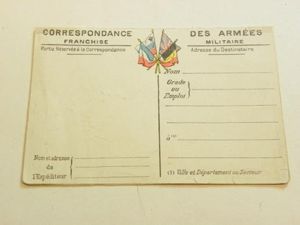 CORRESPONDANCE DES ARMÉES
FRANCHISE MILITAIRE
Partie réservée à la Correspondance
Adresse du Destinataire
Nom
Grade
ou
Emploi
à
Nom et adresse
de
l'Expéditeur
(1) Ville et Département ou Secteur